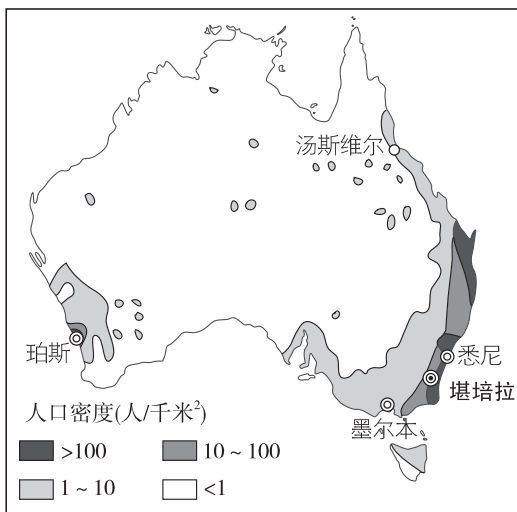 汤斯维尔
珀斯
悉尼
堪培拉
墨尔本
人口密度(人/千米²)
>100
10~100
1~10
<1